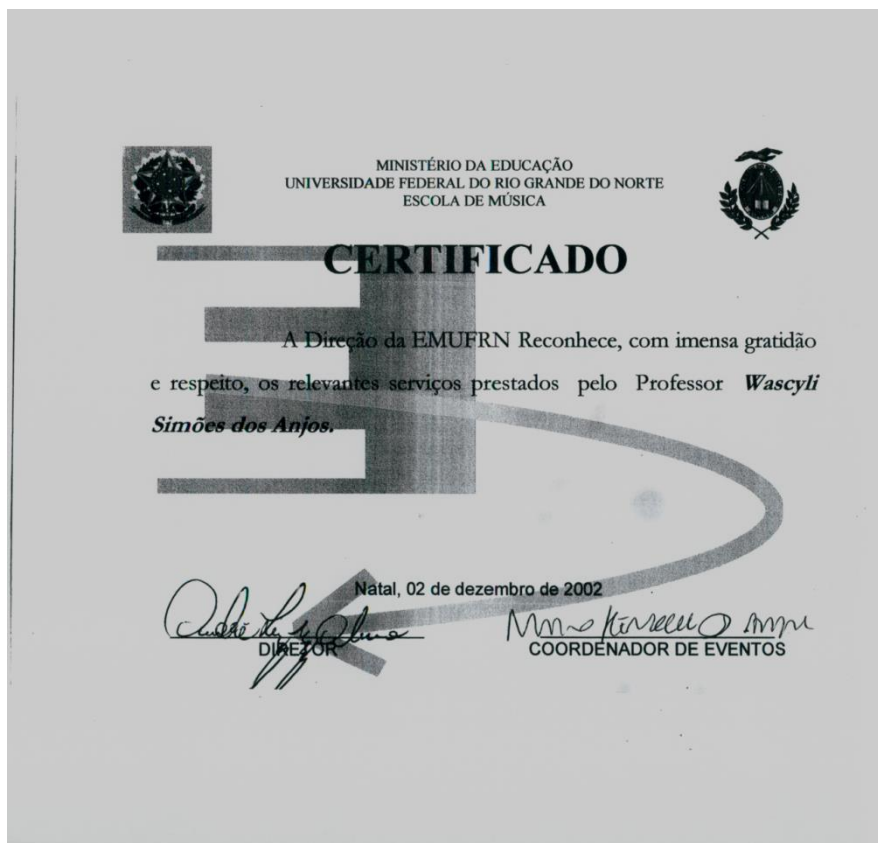 MINISTÉRIO DA EDUCAÇÃO
UNIVERSIDADE FEDERAL DO RIO GRANDE DO NORTE
ESCOLA DE MÚSICA
CERTIFICADO
A Direção da EMUFRN Reconhece, com imensa gratidão
e respeito, os relevantes serviços prestados pelo Professor Wascyli
Simões dos Anjos.
Natal, 02 de dezembro de 2002
DIRETOR
COORDENADOR DE EVENTOS